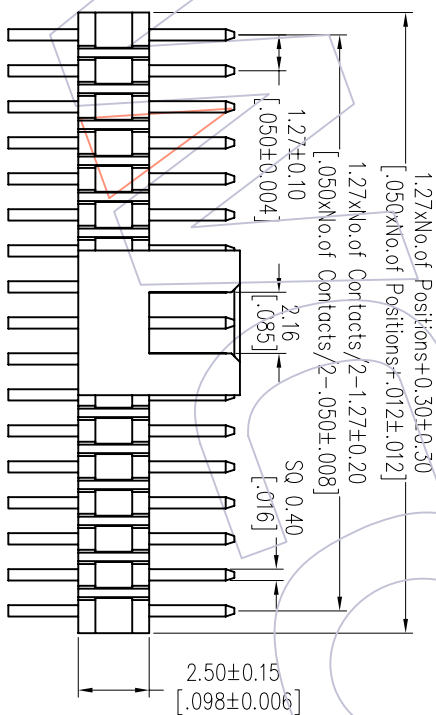 1.27xNo.of Positions+0.30±0.30
[.050xNo.of Positions+.012±.012]
1.27xNo.of Contacts/2-1.27±0.20
[.050xNo.of Contacts/2-.050±.008]
1.27±0.10
[.050±0.004]
2.16
[.085]
SQ 0.40
[.016]
2.50±0.15
[.098±0.006]